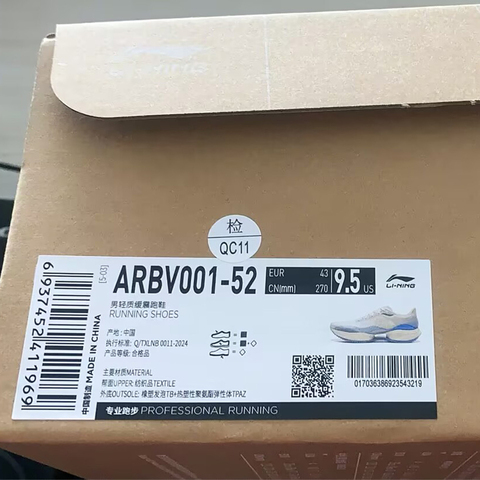 LI-NING
检
QC11
[5-03]
ARBV001-52
EUR 43
CN(mm) 270
9.5 US
LI-NING
男轻质缓震跑鞋
RUNNING SHOES
产地: 中国
执行标准: Q/TXLNB 0011-2024
产品等级: 合格品
主要材质MATERIAL
帮面UPPER: 纺织品TEXTILE
外底OUTSOLE: 橡塑发泡TB+热塑性聚氨酯弹性体TPAZ
017036386923543219
专业跑步 PROFESSIONAL RUNNING
6937452411969
中国制造 MADE IN CHINA